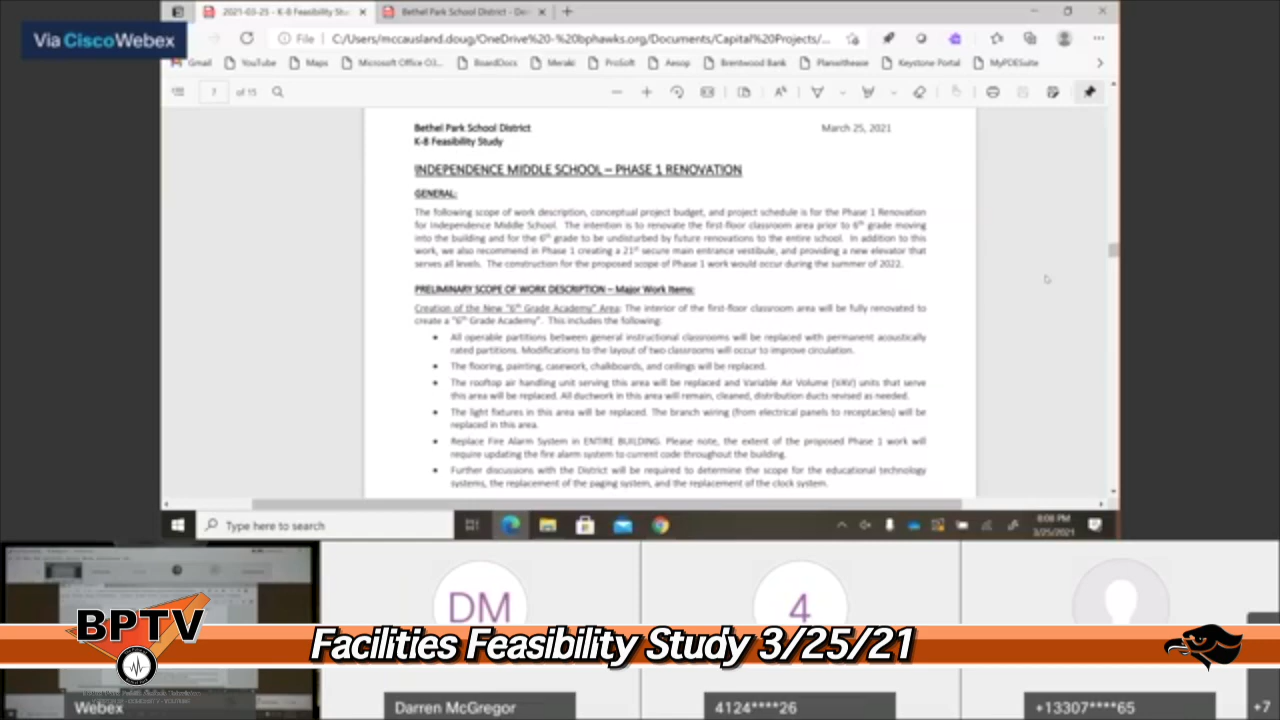 Via CiscoWebex
2021-03-25 - K-8 Feasibility Stu
Bethel Park School District - De
File
C:/Users/mccausland.doug/OneDrive%20-%20bphawks.org/Documents/Capital%20Projects/...
Gmail
YouTube
Maps
Microsoft Office O3...
BoardDocs
Meraki
ProSoft
Aesop
Brentwood Bank
Planwithease
Keystone Portal
MyPDESuite
7 of 15
Bethel Park School District
March 25, 2021
K-8 Feasibility Study
INDEPENDENCE MIDDLE SCHOOL – PHASE 1 RENOVATION
GENERAL:
The following scope of work description, conceptual project budget, and project schedule is for the Phase 1 Renovation
for Independence Middle School. The intention is to renovate the first-floor classroom area prior to 6th grade moving
into the building and for the 6th grade to be undisturbed by future renovations to the entire school. In addition to this
work, we also recommend in Phase 1 creating a 21st secure main entrance vestibule, and providing a new elevator that
serves all levels. The construction for the proposed scope of Phase 1 work would occur during the summer of 2022.
PRELIMINARY SCOPE OF WORK DESCRIPTION – Major Work Items:
Creation of the New "6th Grade Academy" Area: The interior of the first-floor classroom area will be fully renovated to
create a "6th Grade Academy". This includes the following:
• All operable partitions between general instructional classrooms will be replaced with permanent acoustically
rated partitions. Modifications to the layout of two classrooms will occur to improve circulation.
• The flooring, painting, casework, chalkboards, and ceilings will be replaced.
• The rooftop air handling unit serving this area will be replaced and Variable Air Volume (VAV) units that serve
this area will be replaced. All ductwork in this area will remain, cleaned, distribution ducts revised as needed.
• The light fixtures in this area will be replaced. The branch wiring (from electrical panels to receptacles) will be
replaced in this area.
• Replace Fire Alarm System in ENTIRE BUILDING. Please note, the extent of the proposed Phase 1 work will
require updating the fire alarm system to current code throughout the building.
• Further discussions with the District will be required to determine the scope for the educational technology
systems, the replacement of the paging system, and the replacement of the clock system.
Type here to search
8:08 PM
3/25/2021
DM
4
BPTV
Facilities Feasibility Study 3/25/21
Webex
Darren McGregor
4124****26
+13307****65
+7